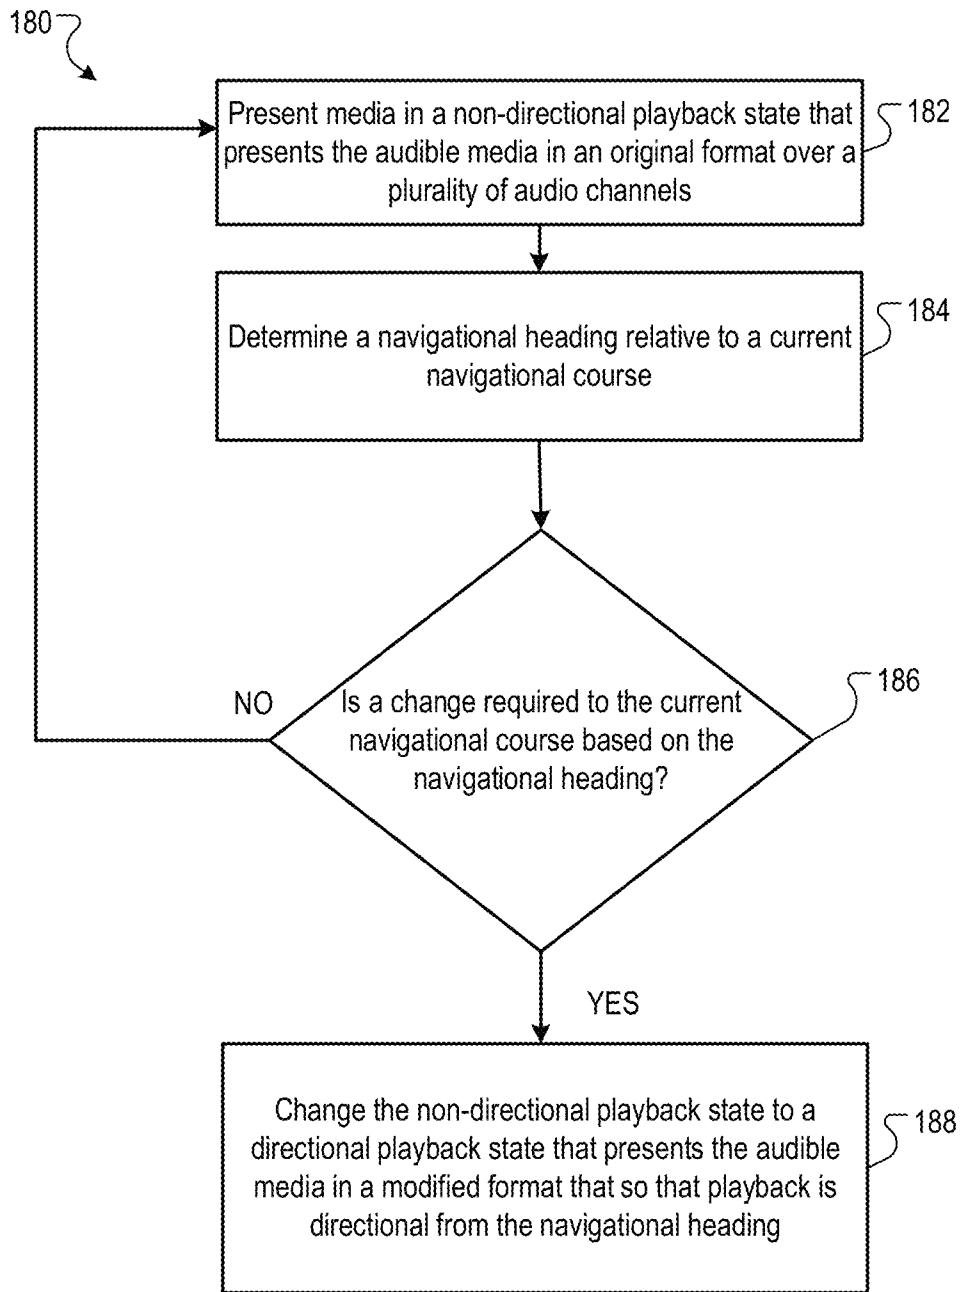 180
Present media in a non-directional playback state that
presents the audible media in an original format over a
plurality of audio channels
182
Determine a navigational heading relative to a current
navigational course
184
Is a change required to the current
navigational course based on the
navigational heading?
186
NO
YES
Change the non-directional playback state to a
directional playback state that presents the audible
media in a modified format that so that playback is
directional from the navigational heading
188